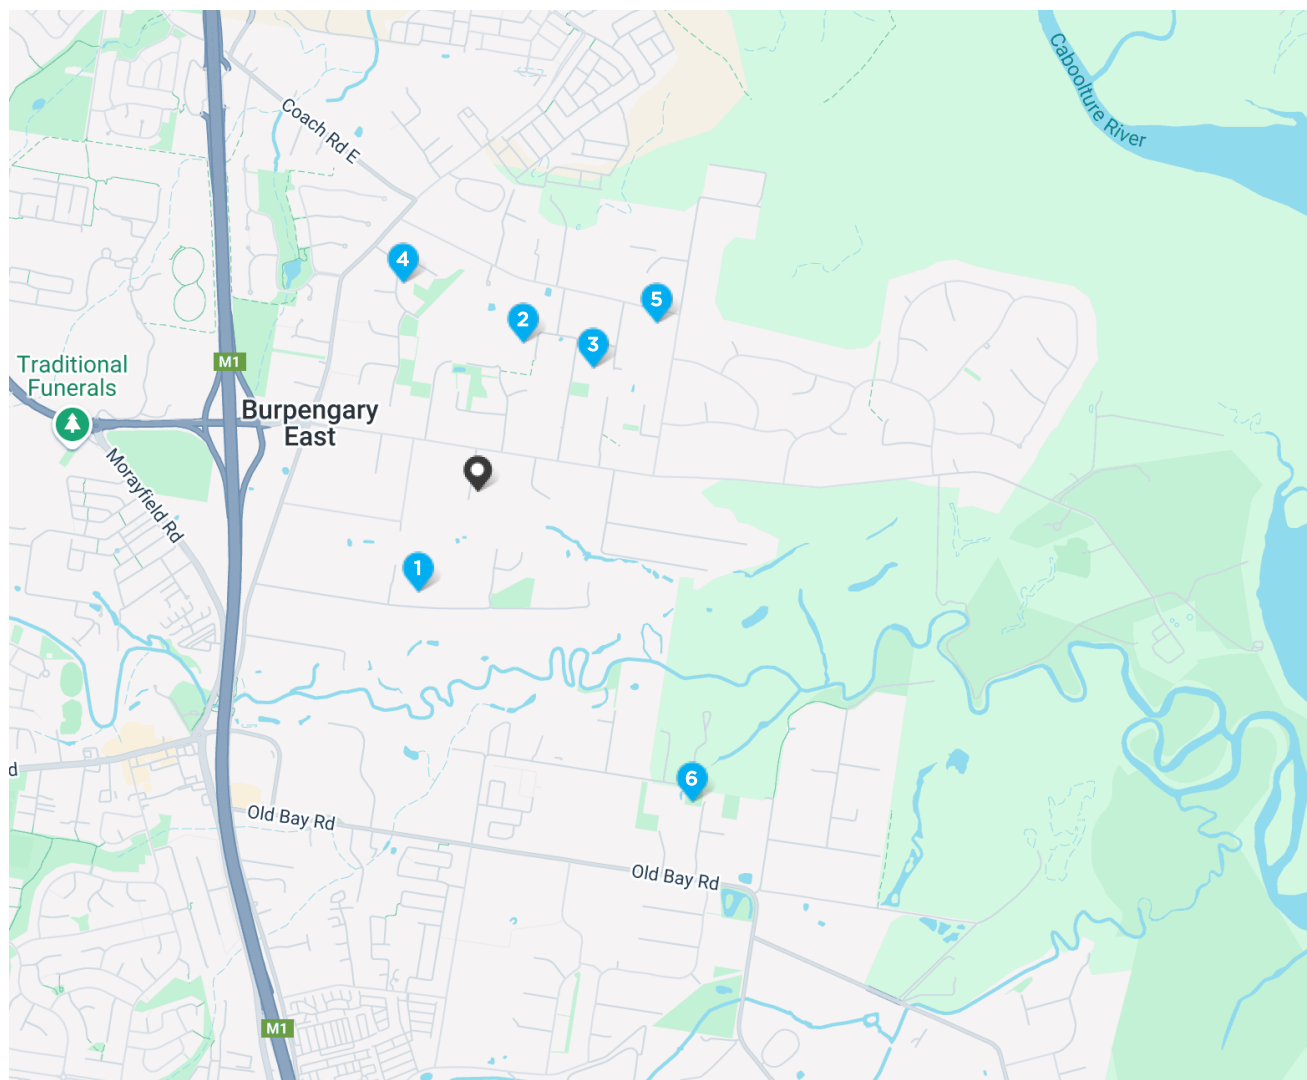 Caboolture River
Coach Rd E
4
5
2
3
M1
Traditional
Funerals
Burpengary
East
Morayfield Rd
1
d
6
Old Bay Rd
Old Bay Rd
M1